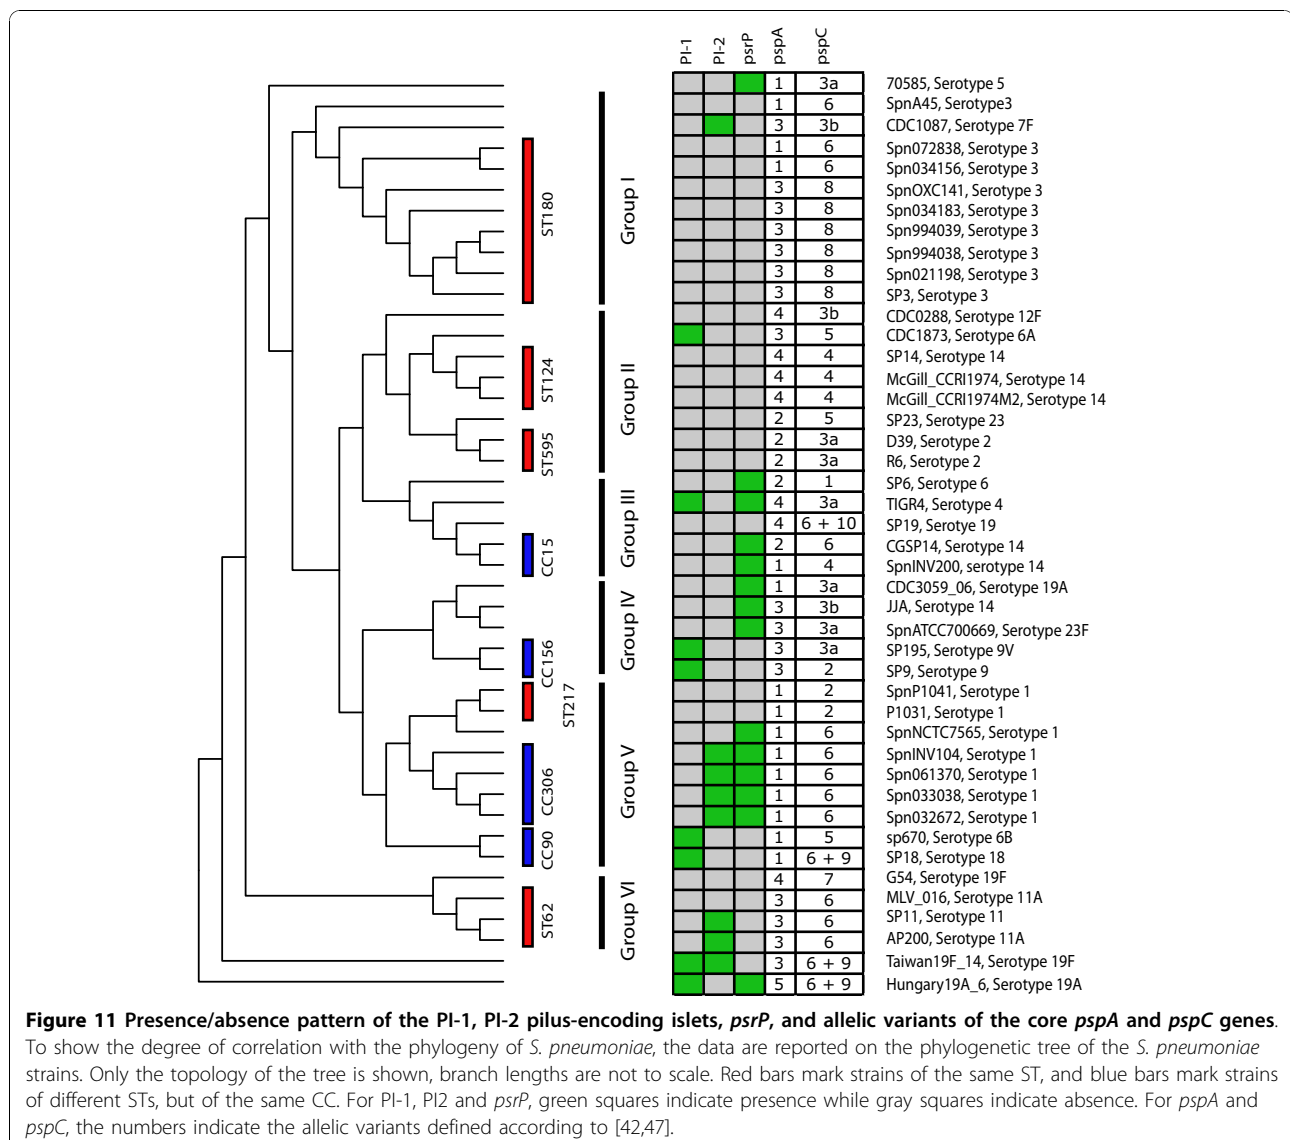 PI-1 PI-2 psrP pspA pspC
ST180
ST124
ST595
CC15
CC156
ST217
CC306
CC90
ST62
Group I
Group II
Group III
Group IV
Group V
Group VI
1 3a 70585, Serotype 5
1 6 SpnA45, Serotype3
3 3b CDC1087, Serotype 7F
1 6 Spn072838, Serotype 3
1 6 Spn034156, Serotype 3
3 8 SpnOXC141, Serotype 3
3 8 Spn034183, Serotype 3
3 8 Spn994039, Serotype 3
3 8 Spn994038, Serotype 3
3 8 Spn021198, Serotype 3
3 8 SP3, Serotype 3
4 3b CDC0288, Serotype 12F
3 5 CDC1873, Serotype 6A
4 4 SP14, Serotype 14
4 4 McGill_CCRI1974, Serotype 14
4 4 McGill_CCRI1974M2, Serotype 14
2 5 SP23, Serotype 23
2 3a D39, Serotype 2
2 3a R6, Serotype 2
2 1 SP6, Serotype 6
4 3a TIGR4, Serotype 4
4 6 + 10 SP19, Serotye 19
2 6 CGSP14, Serotype 14
1 4 SpnINV200, serotype 14
1 3a CDC3059_06, Serotype 19A
3 3b JJA, Serotype 14
3 3a SpnATCC700669, Serotype 23F
3 3a SP195, Serotype 9V
3 2 SP9, Serotype 9
1 2 SpnP1041, Serotype 1
1 2 P1031, Serotype 1
1 6 SpnNCTC7565, Serotype 1
1 6 SpnINV104, Serotype 1
1 6 Spn061370, Serotype 1
1 6 Spn033038, Serotype 1
1 6 Spn032672, Serotype 1
1 5 sp670, Serotype 6B
1 6 + 9 SP18, Serotype 18
4 7 G54, Serotype 19F
3 6 MLV_016, Serotype 11A
3 6 SP11, Serotype 11
3 6 AP200, Serotype 11A
3 6 + 9 Taiwan19F_14, Serotype 19F
5 6 + 9 Hungary19A_6, Serotype 19A
Figure 11 Presence/absence pattern of the PI-1, PI-2 pilus-encoding islets, psrP, and allelic variants of the core pspA and pspC genes.
To show the degree of correlation with the phylogeny of S. pneumoniae, the data are reported on the phylogenetic tree of the S. pneumoniae
strains. Only the topology of the tree is shown, branch lengths are not to scale. Red bars mark strains of the same ST, and blue bars mark strains
of different STs, but of the same CC. For PI-1, PI2 and psrP, green squares indicate presence while gray squares indicate absence. For pspA and
pspC, the numbers indicate the allelic variants defined according to [42,47].